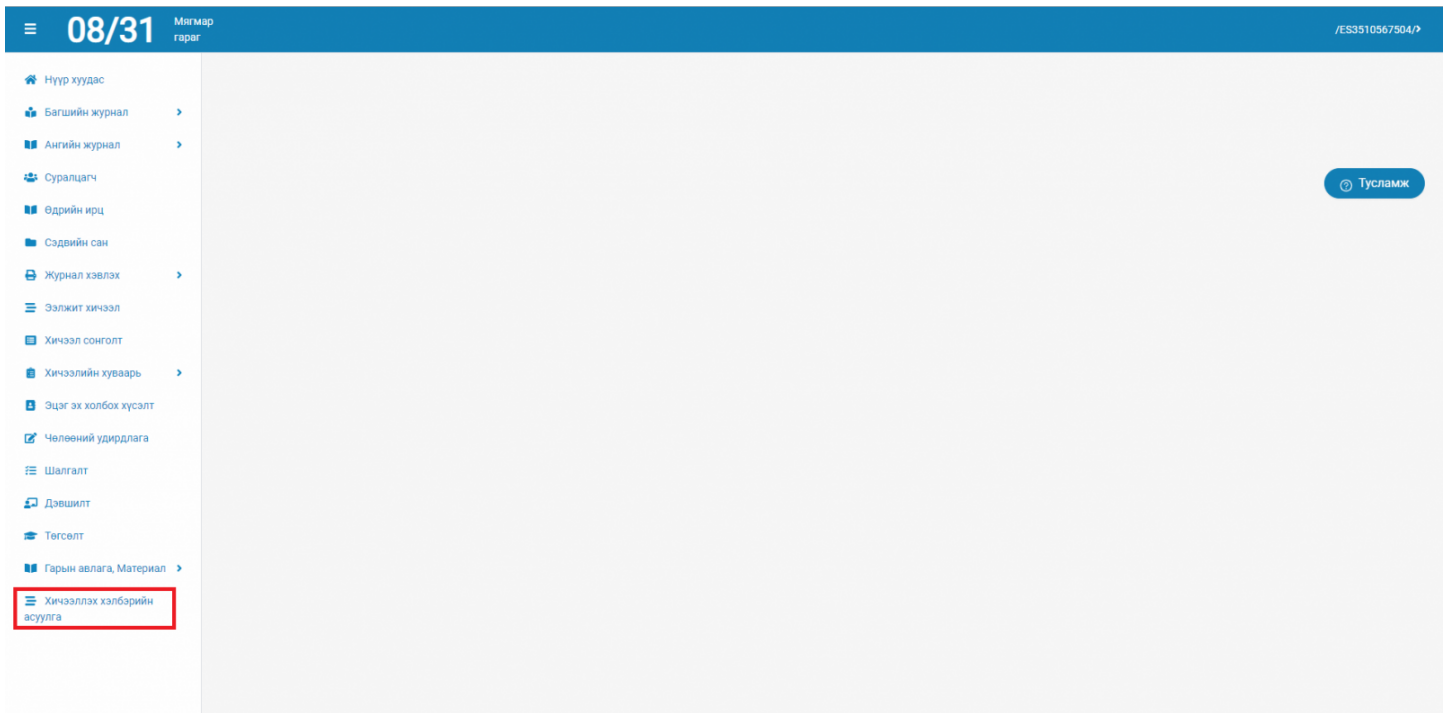 08/31 Мягмар
гараг
/ES3510567504/
Нүүр хуудас
Багшийн журнал
Ангийн журнал
Суралцагч
Тусламж
Өдрийн ирц
Сэдвийн сан
Журнал хэвлэх
Ээлжит хичээл
Хичээл сонголт
Хичээлийн хуваарь
Эцэг эх холбох хүсэлт
Чөлөөний удирдлага
Шалгалт
Дэвшилт
Төгсөлт
Гарын авлага, Материал
Хичээллэх хэлбэрийн
асуулга